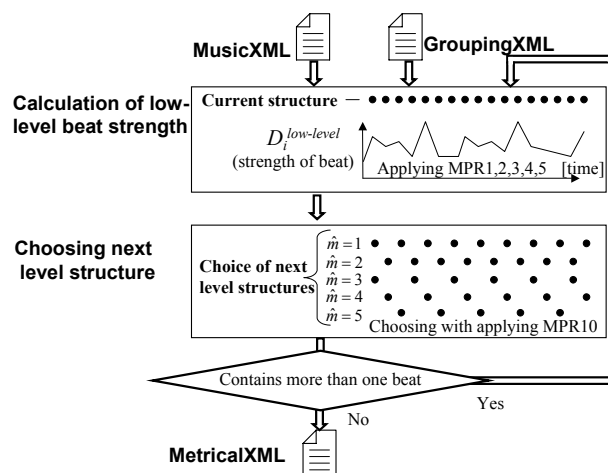 MusicXML
GroupingXML
Calculation of low-
level beat strength
Current structure
D_i^{low-level}
(strength of beat)
Applying MPR1,2,3,4,5
[time]
Choosing next
level structure
Choice of next
level structures
m̂ = 1
m̂ = 2
m̂ = 3
m̂ = 4
m̂ = 5
Choosing with applying MPR10
Contains more than one beat
No
Yes
MetricalXML